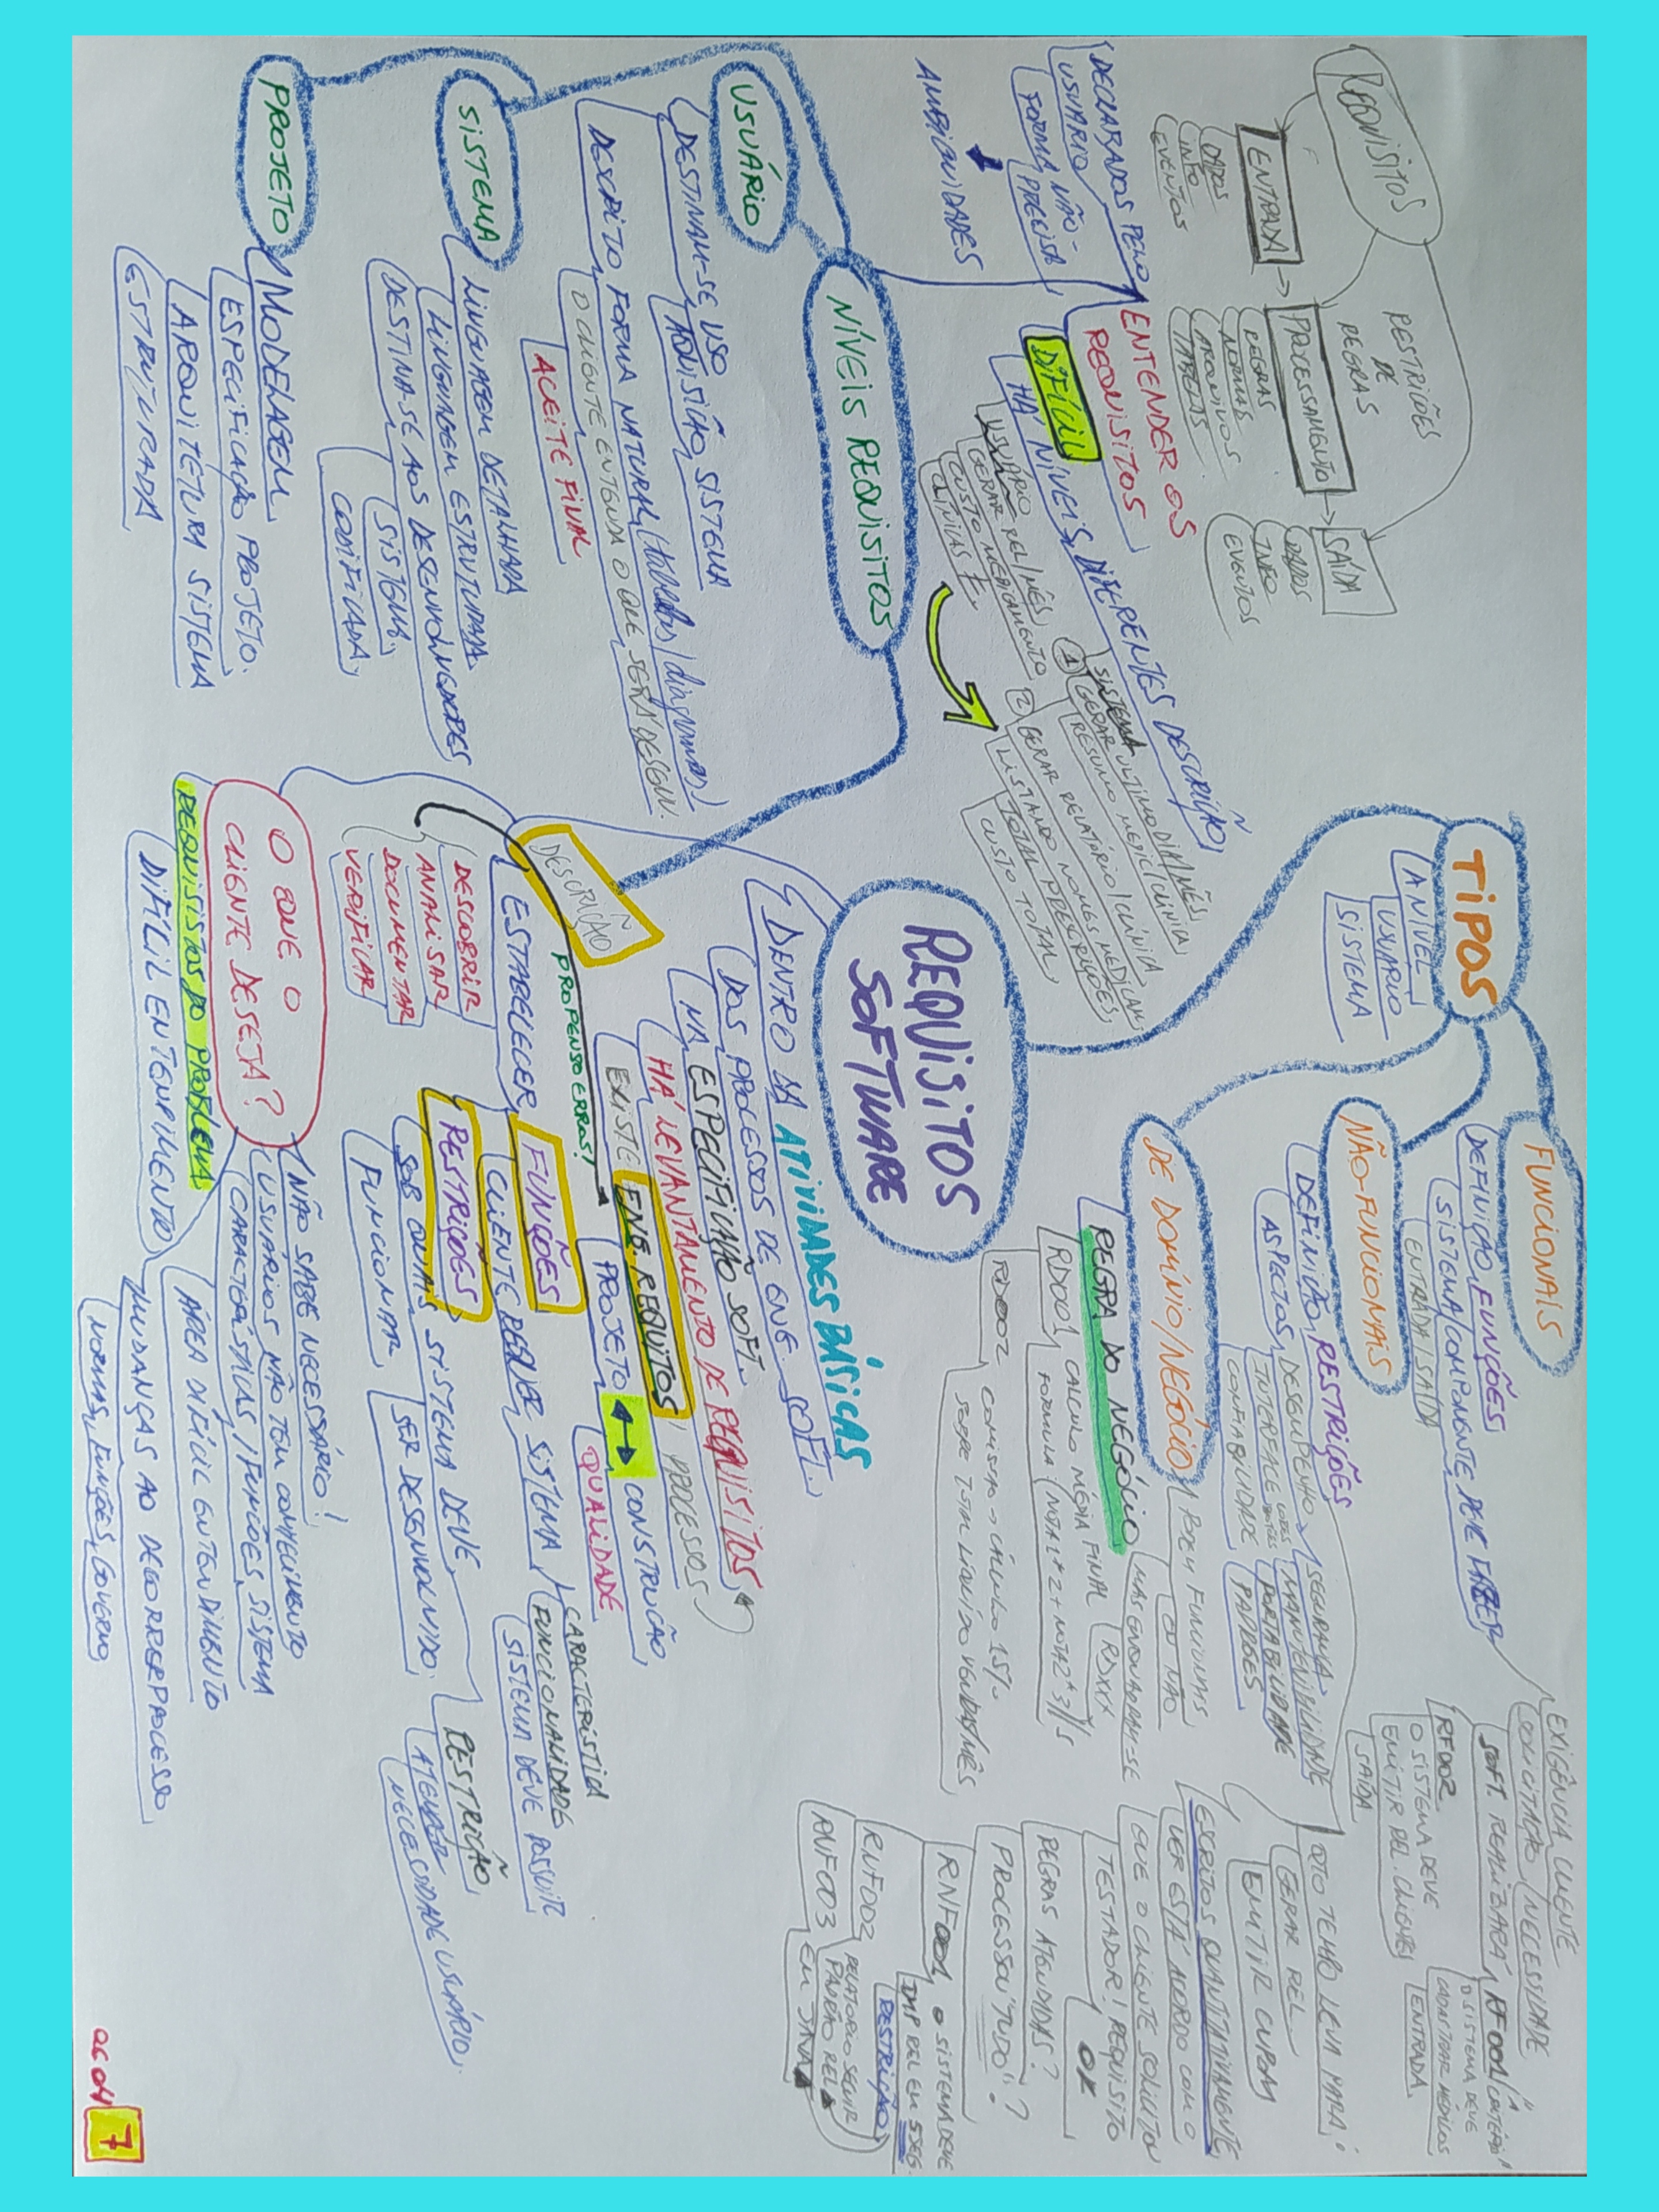 REQUISITOS
SOFTWARE
TIPOS
A NÍVEL
USUÁRIO
SISTEMA
FUNCIONAIS
DEFINIÇÃO FUNÇÕES
SISTEMA/COMPONENTE DEVE FAZER
ENTRADA/SAÍDA
EXIGÊNCIA CLIENTE
SOLICITAÇÃO NECESSIDADE
SOFT. REALIZARÁ
RF001 "CRITÉRIO"
O SISTEMA DEVE
CADASTRAR MÉDICOS
ENTRADA
RF002
O SISTEMA DEVE
EMITIR REL. CLIENTES
SAÍDA
NÃO-FUNCIONAIS
DEFINIÇÃO RESTRIÇÕES
ASPECTOS DESEMPENHO
INTERFACE CORES
CONFIABILIDADE
SEGURANÇA
MANUTENIBILIDADE
PORTABILIDADE
PADRÕES
QTO TEMPO LEVA PARA:
GERAR REL.
EMITIR CUPOM
ESCRITOS QUANTITATIVAMENTE
VER ESTÁ ACORDO COM O
QUE O CLIENTE SOLICITOU
TESTADOR! REQUISITO
OK
REGRAS ATENDIDAS?
PROCESSOU "TUDO"?
RNF001 O SISTEMA DEVE
IMP REL EM 5SEG.
RESTRIÇÃO
RNF002 RELATORIO SEGUIR
PADRÃO REL
RNF003 EM JAVA
DE DOMÍNIO/NEGÓCIO
PODEM FUNCIONAIS
OU NÃO
MAS ENQUADRAM-SE
RDXXX
REGRA DO NEGÓCIO
RD001 CALCULO MÉDIA FINAL
FORMULA: (NOTA1*2+NOTA2*3)/5
RD002 COMISSAO → CÁLCULO 15%
SOBRE TOTAL LÍQUIDO VENDAS/MÊS
REQUISITOS
RESTRIÇÕES
DE
REGRAS
ENTRADA
DADOS
INFO
EVENTOS
PROCESSAMENTO
REGRAS
NORMAS
ARQUIVOS
TABELAS
SAÍDA
DADOS
INFO
EVENTOS
ENTENDER OS
REQUISITOS
DIFÍCIL
HÁ NÍVEIS DIFERENTES DESCRIÇÃO
DECLARADOS PELO
USUÁRIO
FORMA NÃO-
PRECISA
AMBIGUIDADES
USUÁRIO
GERAR REL/MÊS
CUSTO MEDICAMENTO
CLÍNICAS
SISTEMA
1 GERAR ULTIMO DIA/MÊS
RESUMO MEDIC/CLÍNICA
2 GERAR RELATÓRIO/CLÍNICA
LISTANDO NOMES MEDICAM.
TOTAL PRESCRIÇÕES
CUSTO TOTAL
NÍVEIS REQUISITOS
USUÁRIO
DESTINAM-SE USO
AQUISIÇÃO SISTEMA
DESCRITO FORMA NATURAL (tabelas/diagramas)
O CLIENTE ENTENDA O QUE SERÁ DESENV.
ACEITE FINAL
SISTEMA
LINGUAGEM DETALHADA
LINGUAGEM ESTRUTURADA
DESTINA-SE AOS DESENVOLVEDORES
SISTEMA
CODIFICADA
PROJETO
MODELAGEM
ESPECIFICAÇÃO PROJETO
ARQUITETURA SISTEMA
ESTRUTURADA
DENTRO DA ATIVIDADES BÁSICAS
DOS PROCESSOS DE ENG. SOFT.
NA ESPECIFICAÇÃO SOFT.
HÁ LEVANTAMENTO DE REQUISITOS
EXISTE ENG. REQUITOS PROCESSOS
PROJETO ↔ CONSTRUÇÃO
QUALIDADE
DESCRIÇÃO
PROPENSO ERROS!
ESTABELECER
DESCOBRIR
ANALISAR
DOCUMENTAR
VERIFICAR
FUNÇÕES
CLIENTE REQUER SISTEMA
CARACTERÍSTICA
FUNCIONALIDADE
SISTEMA DEVE POSSUIR
RESTRIÇÕES
SOB QUAIS SISTEMA DEVE
FUNCIONAR
SER DESENVOLVIDO
RESTRIÇÃO
ATENDER
NECESSIDADE USUÁRIO
O QUE O
CLIENTE DESEJA?
REQUISISTOS DO PROBLEMA
DIFÍCIL ENTENDIMENTO
NÃO SABE NECESSÁRIO!
USUÁRIOS NÃO TEM CONHECIMENTO
CARACTERÍSTICAS/FUNCÕES SISTEMA
ÁREA DIFÍCIL ENTENDIMENTO
MUDANÇAS AO DECORRER PROCESSO
NORMAS, FUNÇÕES, GOVERNO
7